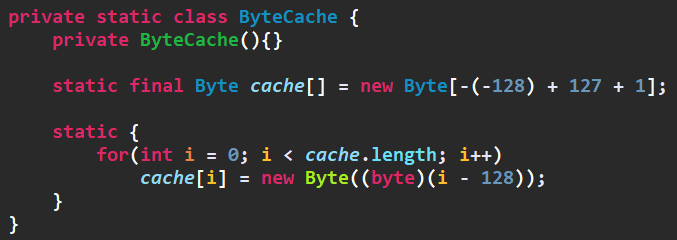 private static class ByteCache {
    private ByteCache(){}

    static final Byte cache[] = new Byte[-(-128) + 127 + 1];

    static {
        for(int i = 0; i < cache.length; i++)
            cache[i] = new Byte((byte)(i - 128));
    }
}